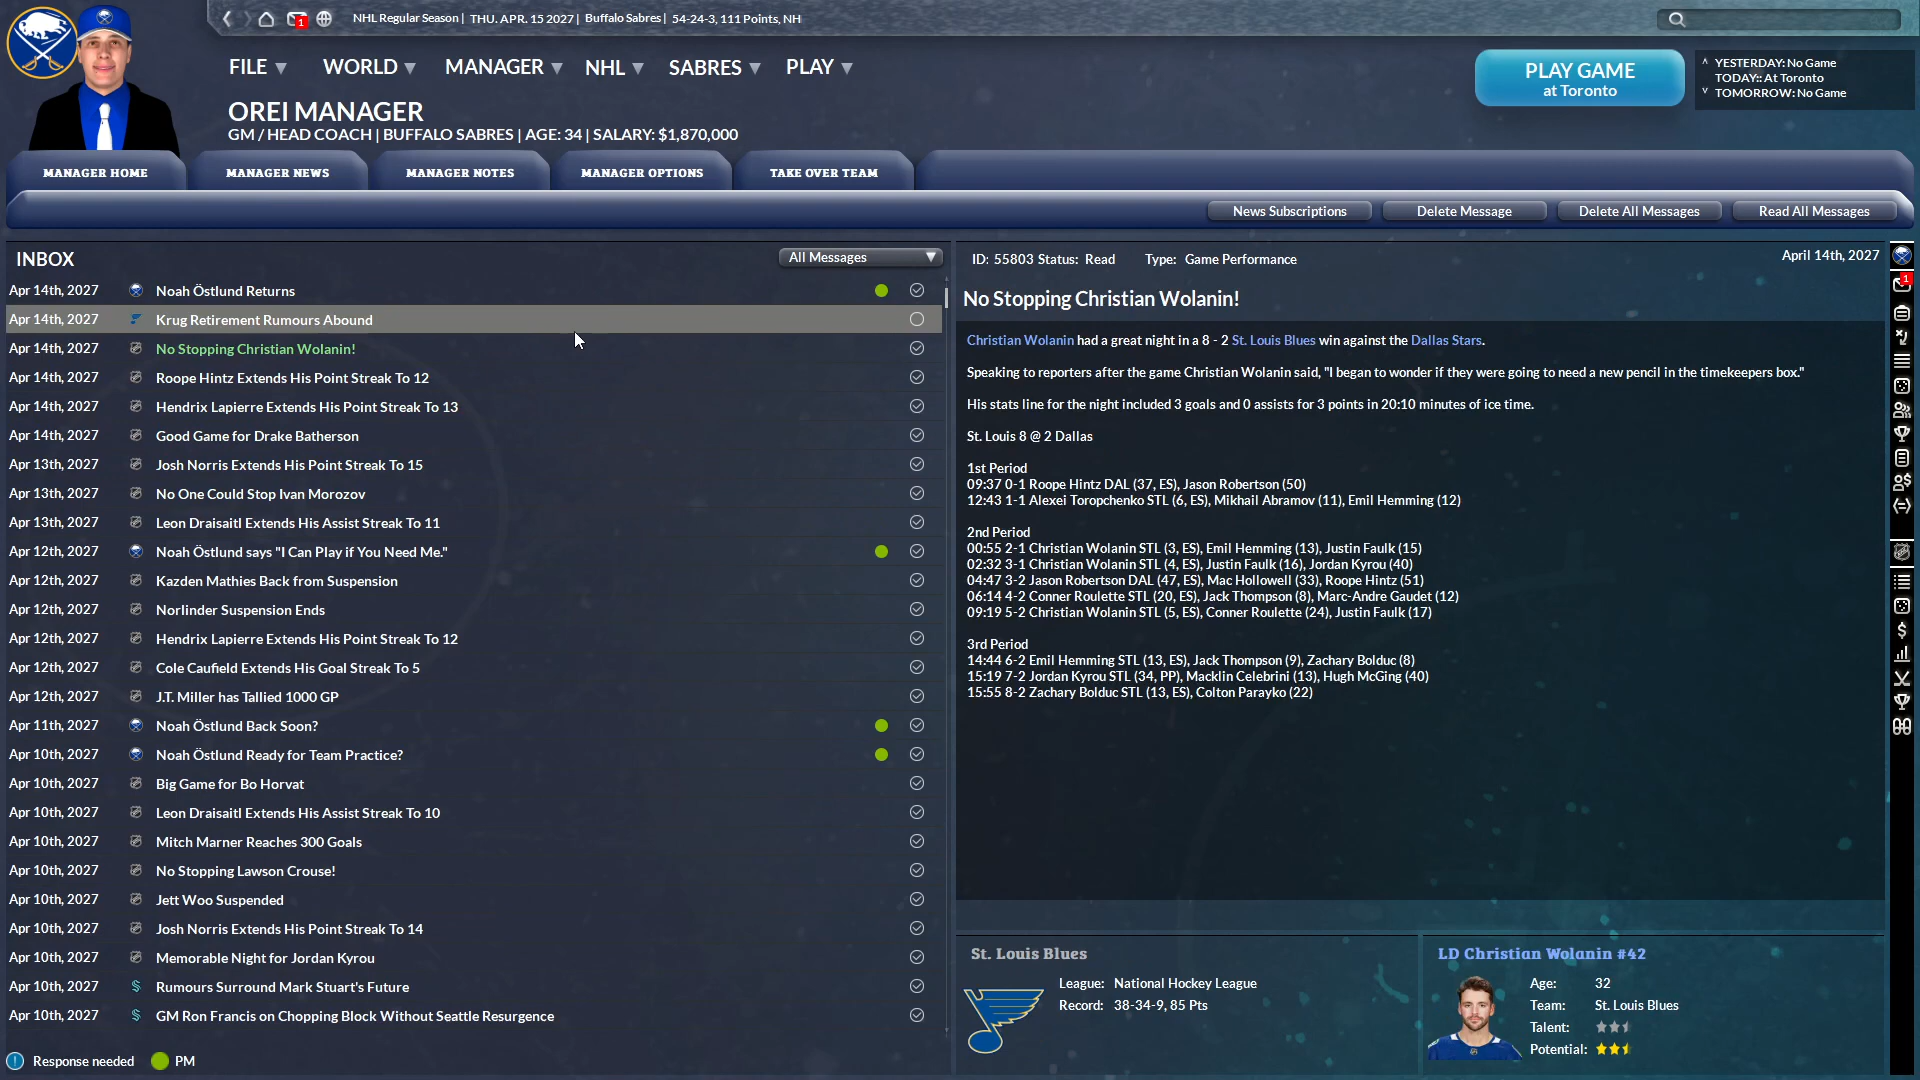 NHL Regular Season | THU. APR. 15 2027 | Buffalo Sabres | 54-24-3, 111 Points, NH
1
FILE WORLD MANAGER NHL SABRES PLAY
PLAY GAME
at Toronto
YESTERDAY: No Game
TODAY:: At Toronto
TOMORROW: No Game
OREI MANAGER
GM / HEAD COACH | BUFFALO SABRES | AGE: 34 | SALARY: $1,870,000
MANAGER HOME MANAGER NEWS MANAGER NOTES MANAGER OPTIONS TAKE OVER TEAM
News Subscriptions Delete Message Delete All Messages Read All Messages
INBOX All Messages
Apr 14th, 2027 Noah Östlund Returns
Apr 14th, 2027 Krug Retirement Rumours Abound
Apr 14th, 2027 No Stopping Christian Wolanin!
Apr 14th, 2027 Roope Hintz Extends His Point Streak To 12
Apr 14th, 2027 Hendrix Lapierre Extends His Point Streak To 13
Apr 14th, 2027 Good Game for Drake Batherson
Apr 13th, 2027 Josh Norris Extends His Point Streak To 15
Apr 13th, 2027 No One Could Stop Ivan Morozov
Apr 13th, 2027 Leon Draisaitl Extends His Assist Streak To 11
Apr 12th, 2027 Noah Östlund says "I Can Play if You Need Me."
Apr 12th, 2027 Kazden Mathies Back from Suspension
Apr 12th, 2027 Norlinder Suspension Ends
Apr 12th, 2027 Hendrix Lapierre Extends His Point Streak To 12
Apr 12th, 2027 Cole Caufield Extends His Goal Streak To 5
Apr 12th, 2027 J.T. Miller has Tallied 1000 GP
Apr 11th, 2027 Noah Östlund Back Soon?
Apr 10th, 2027 Noah Östlund Ready for Team Practice?
Apr 10th, 2027 Big Game for Bo Horvat
Apr 10th, 2027 Leon Draisaitl Extends His Assist Streak To 10
Apr 10th, 2027 Mitch Marner Reaches 300 Goals
Apr 10th, 2027 No Stopping Lawson Crouse!
Apr 10th, 2027 Jett Woo Suspended
Apr 10th, 2027 Josh Norris Extends His Point Streak To 14
Apr 10th, 2027 Memorable Night for Jordan Kyrou
Apr 10th, 2027 Rumours Surround Mark Stuart's Future
Apr 10th, 2027 GM Ron Francis on Chopping Block Without Seattle Resurgence
Response needed PM
ID: 55803 Status: Read Type: Game Performance April 14th, 2027
1
No Stopping Christian Wolanin!
Christian Wolanin had a great night in a 8 - 2 St. Louis Blues win against the Dallas Stars.
Speaking to reporters after the game Christian Wolanin said, "I began to wonder if they were going to need a new pencil in the timekeepers box."
His stats line for the night included 3 goals and 0 assists for 3 points in 20:10 minutes of ice time.
St. Louis 8 @ 2 Dallas
1st Period
09:37 0-1 Roope Hintz DAL (37, ES), Jason Robertson (50)
12:43 1-1 Alexei Toropchenko STL (6, ES), Mikhail Abramov (11), Emil Hemming (12)
2nd Period
00:55 2-1 Christian Wolanin STL (3, ES), Emil Hemming (13), Justin Faulk (15)
02:32 3-1 Christian Wolanin STL (4, ES), Justin Faulk (16), Jordan Kyrou (40)
04:47 3-2 Jason Robertson DAL (47, ES), Mac Hollowell (33), Roope Hintz (51)
06:14 4-2 Conner Roulette STL (20, ES), Jack Thompson (8), Marc-Andre Gaudet (12)
09:19 5-2 Christian Wolanin STL (5, ES), Conner Roulette (24), Justin Faulk (17)
3rd Period
14:44 6-2 Emil Hemming STL (13, ES), Jack Thompson (9), Zachary Bolduc (8)
15:19 7-2 Jordan Kyrou STL (34, PP), Macklin Celebrini (13), Hugh McGing (40)
15:55 8-2 Zachary Bolduc STL (13, ES), Colton Parayko (22)
St. Louis Blues
League: National Hockey League
Record: 38-34-9, 85 Pts
LD Christian Wolanin #42
Age: 32
Team: St. Louis Blues
Talent:
Potential: